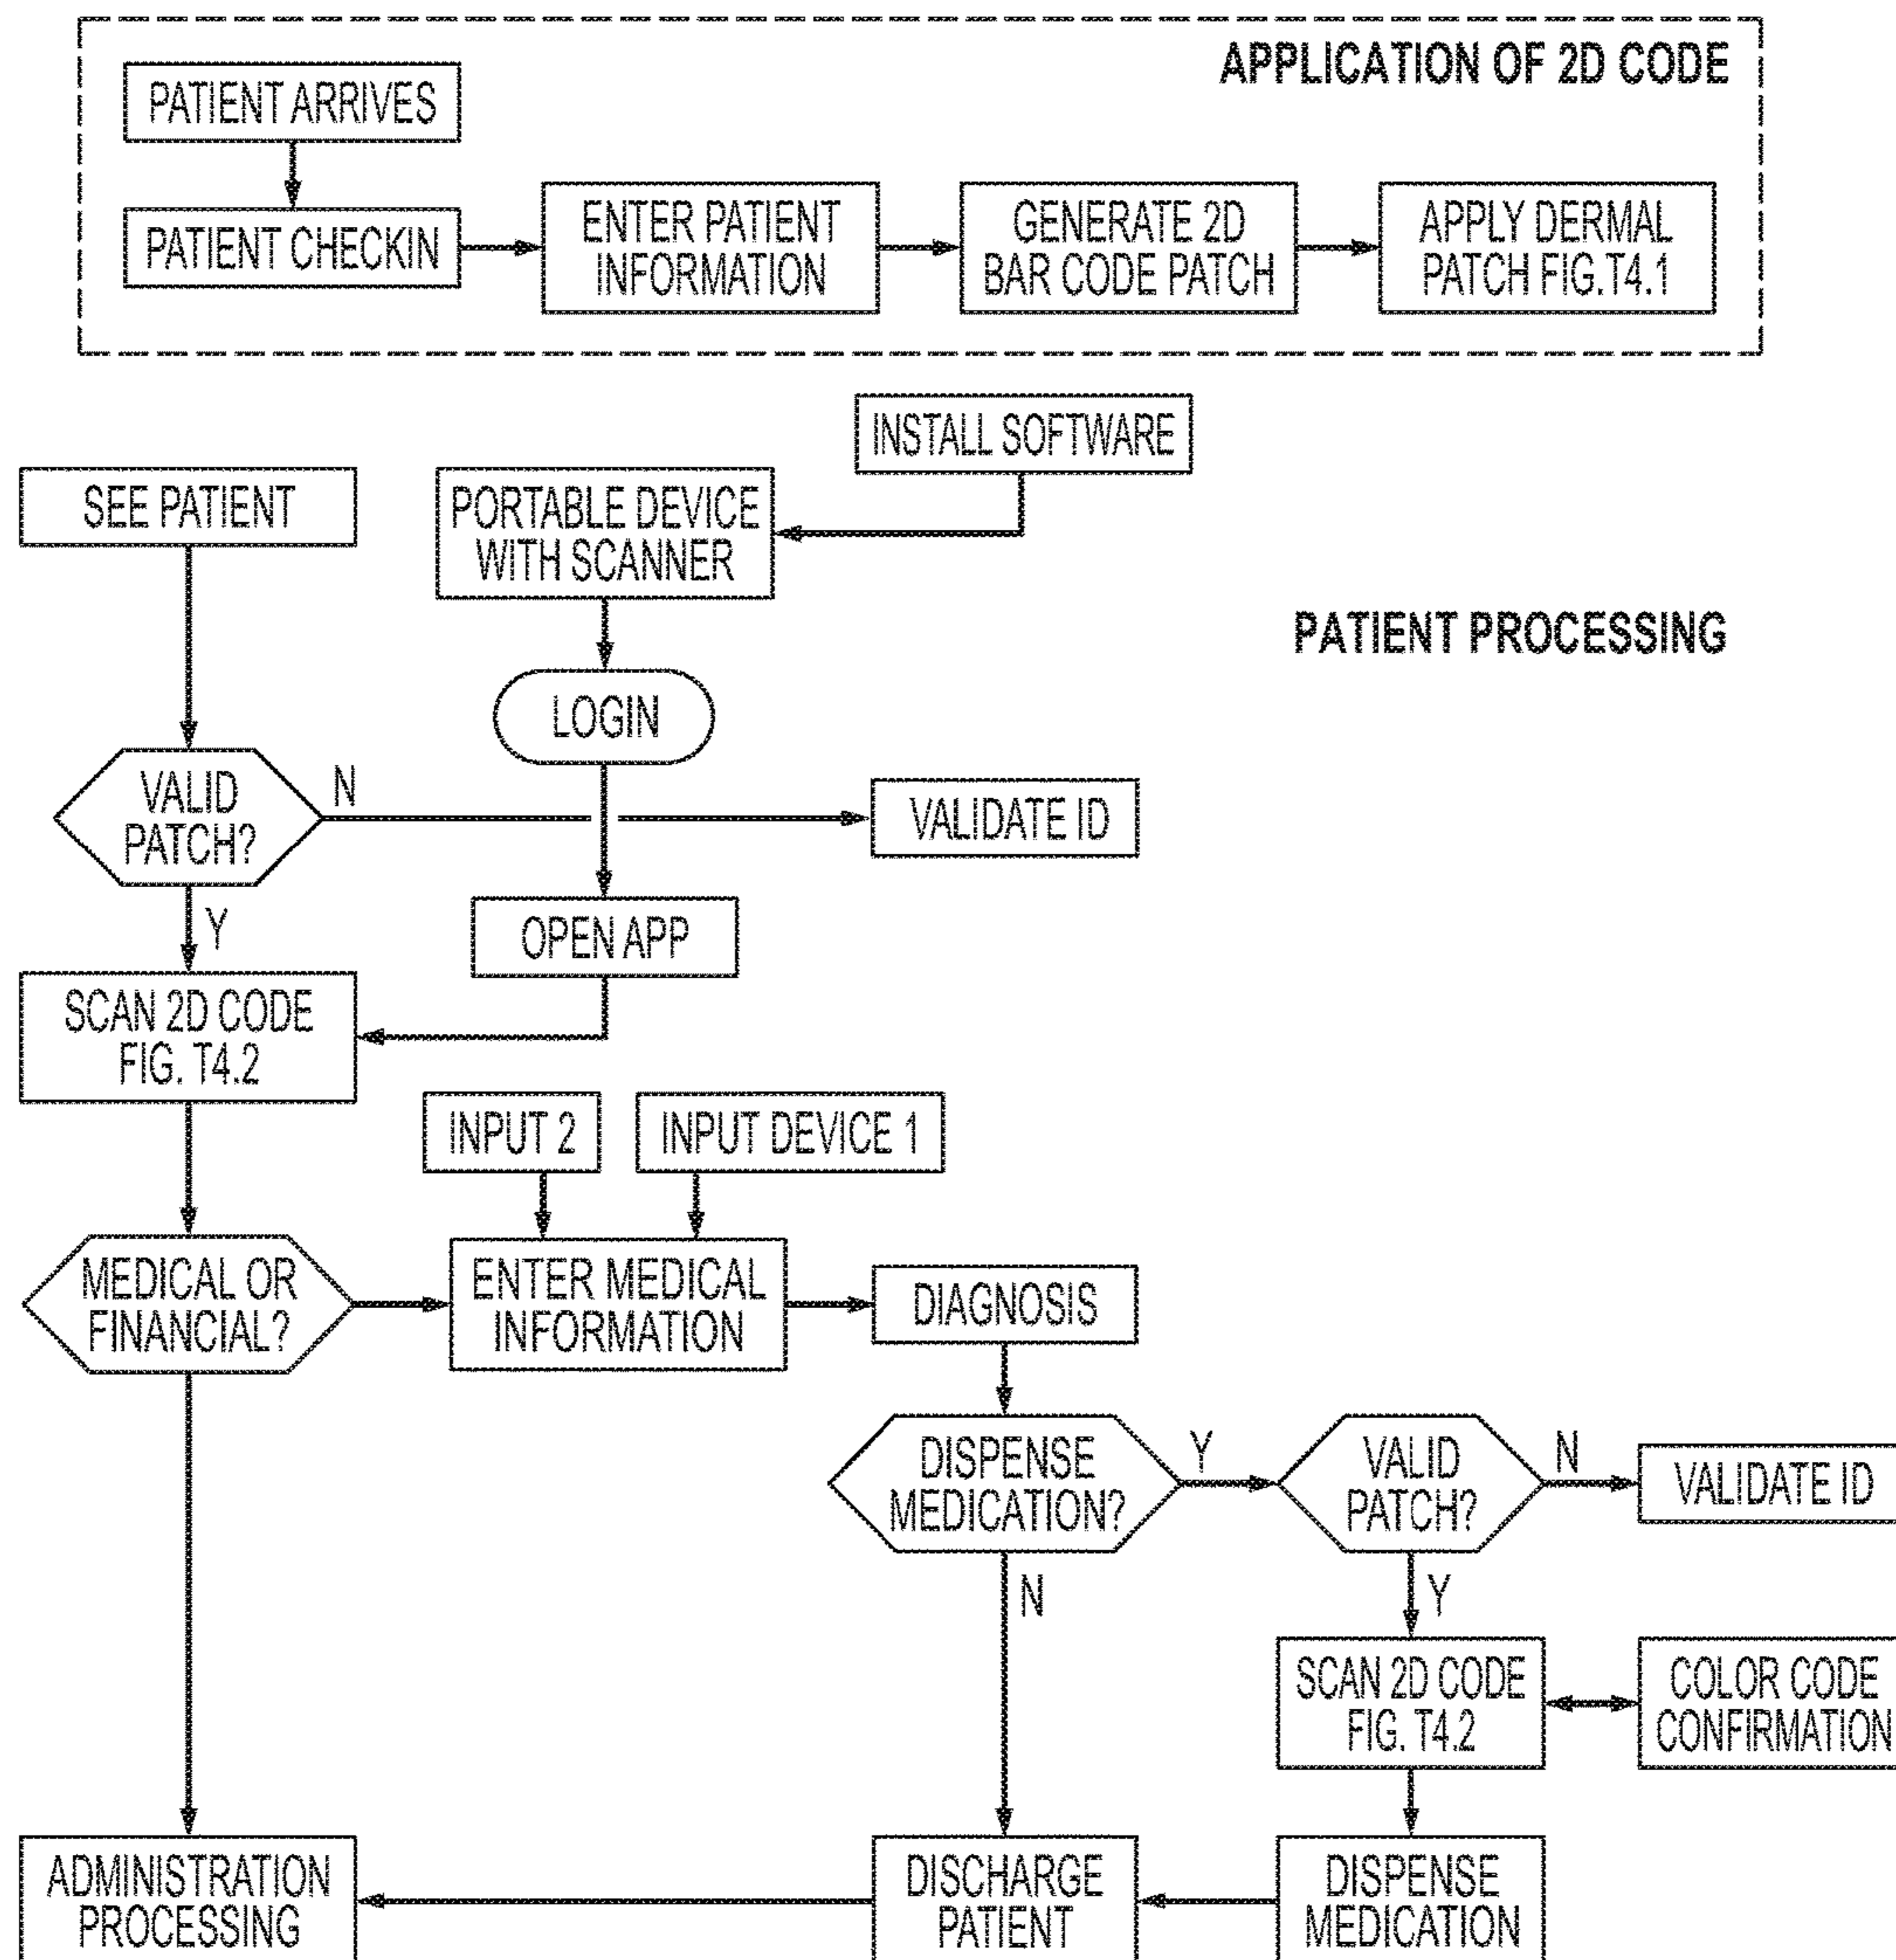 APPLICATION OF 2D CODE
PATIENT ARRIVES
PATIENT CHECKIN
ENTER PATIENT
INFORMATION
GENERATE 2D
BAR CODE PATCH
APPLY DERMAL
PATCH FIG.T4.1
INSTALL SOFTWARE
SEE PATIENT
PORTABLE DEVICE
WITH SCANNER
PATIENT PROCESSING
LOGIN
VALID
PATCH?
N
VALIDATE ID
Y
OPEN APP
SCAN 2D CODE
FIG. T4.2
INPUT 2
INPUT DEVICE 1
MEDICAL OR
FINANCIAL?
ENTER MEDICAL
INFORMATION
DIAGNOSIS
DISPENSE
MEDICATION?
Y
VALID
PATCH?
N
VALIDATE ID
N
Y
SCAN 2D CODE
FIG. T4.2
COLOR CODE
CONFIRMATION
ADMINISTRATION
PROCESSING
DISCHARGE
PATIENT
DISPENSE
MEDICATION